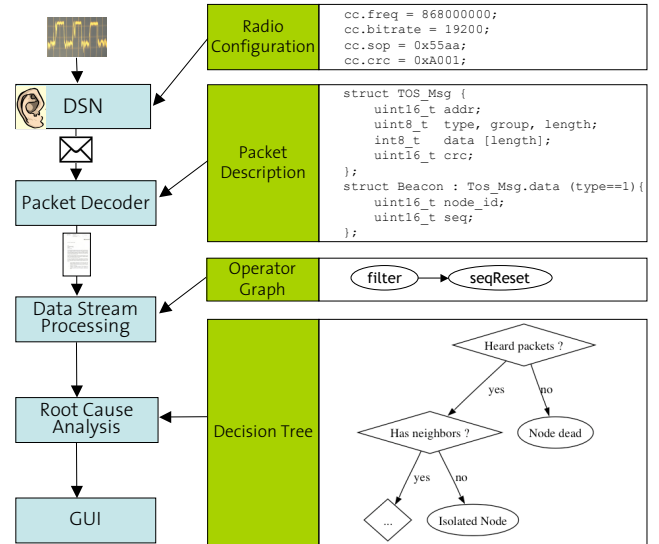 Radio
Configuration
cc.freq = 868000000;
cc.bitrate = 19200;
cc.sop = 0x55aa;
cc.crc = 0xA001;
DSN
Packet
Description
struct TOS_Msg {
uint16_t addr;
uint8_t type, group, length;
int8_t data [length];
uint16_t crc;
};
struct Beacon : Tos_Msg.data (type==1){
uint16_t node_id;
uint16_t seq;
};
Packet Decoder
Operator
Graph
filter
seqReset
Data Stream
Processing
Decision Tree
Heard packets ?
yes
no
Has neighbors ?
Node dead
yes
no
...
Isolated Node
Root Cause
Analysis
GUI